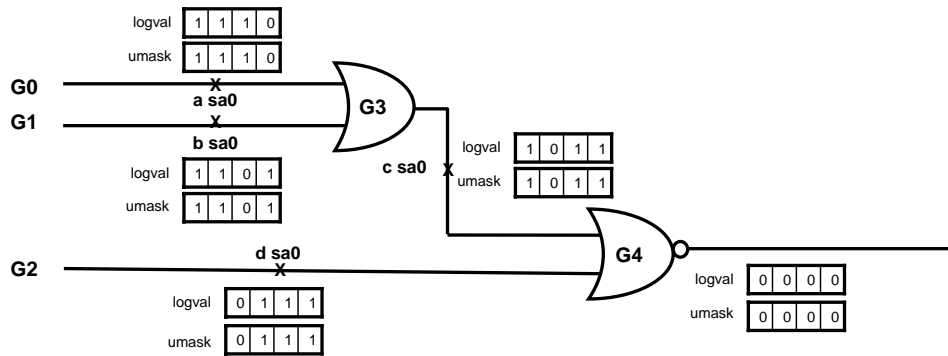 logval 1 1 1 0
umask 1 1 1 0
G0
X
a sa0
G3
G1
X
b sa0
logval 1 1 0 1
umask 1 1 0 1
c sa0 X
logval 1 0 1 1
umask 1 0 1 1
d sa0
G2
X
G4
logval 0 1 1 1
umask 0 1 1 1
logval 0 0 0 0
umask 0 0 0 0